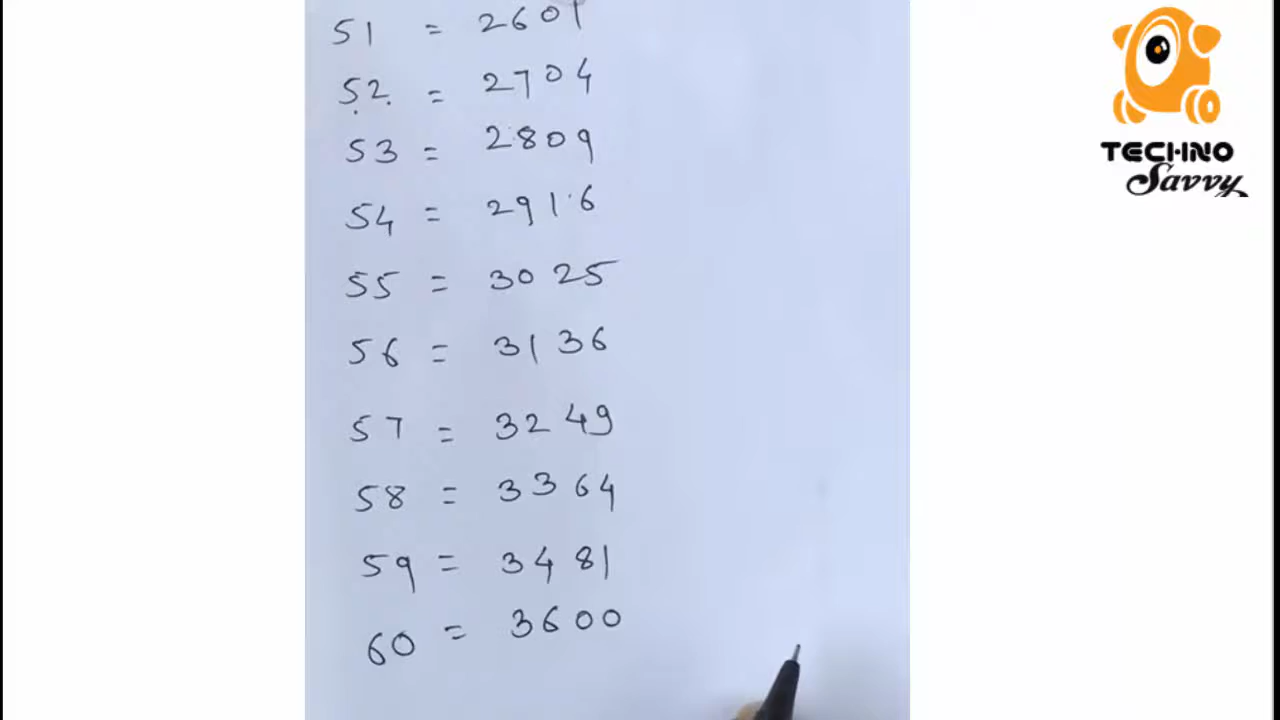 51 = 2601
52 = 2704
53 = 2809
54 = 2916
55 = 3025
56 = 3136
57 = 3249
58 = 3364
59 = 3481
60 = 3600
TECHNO
Savvy